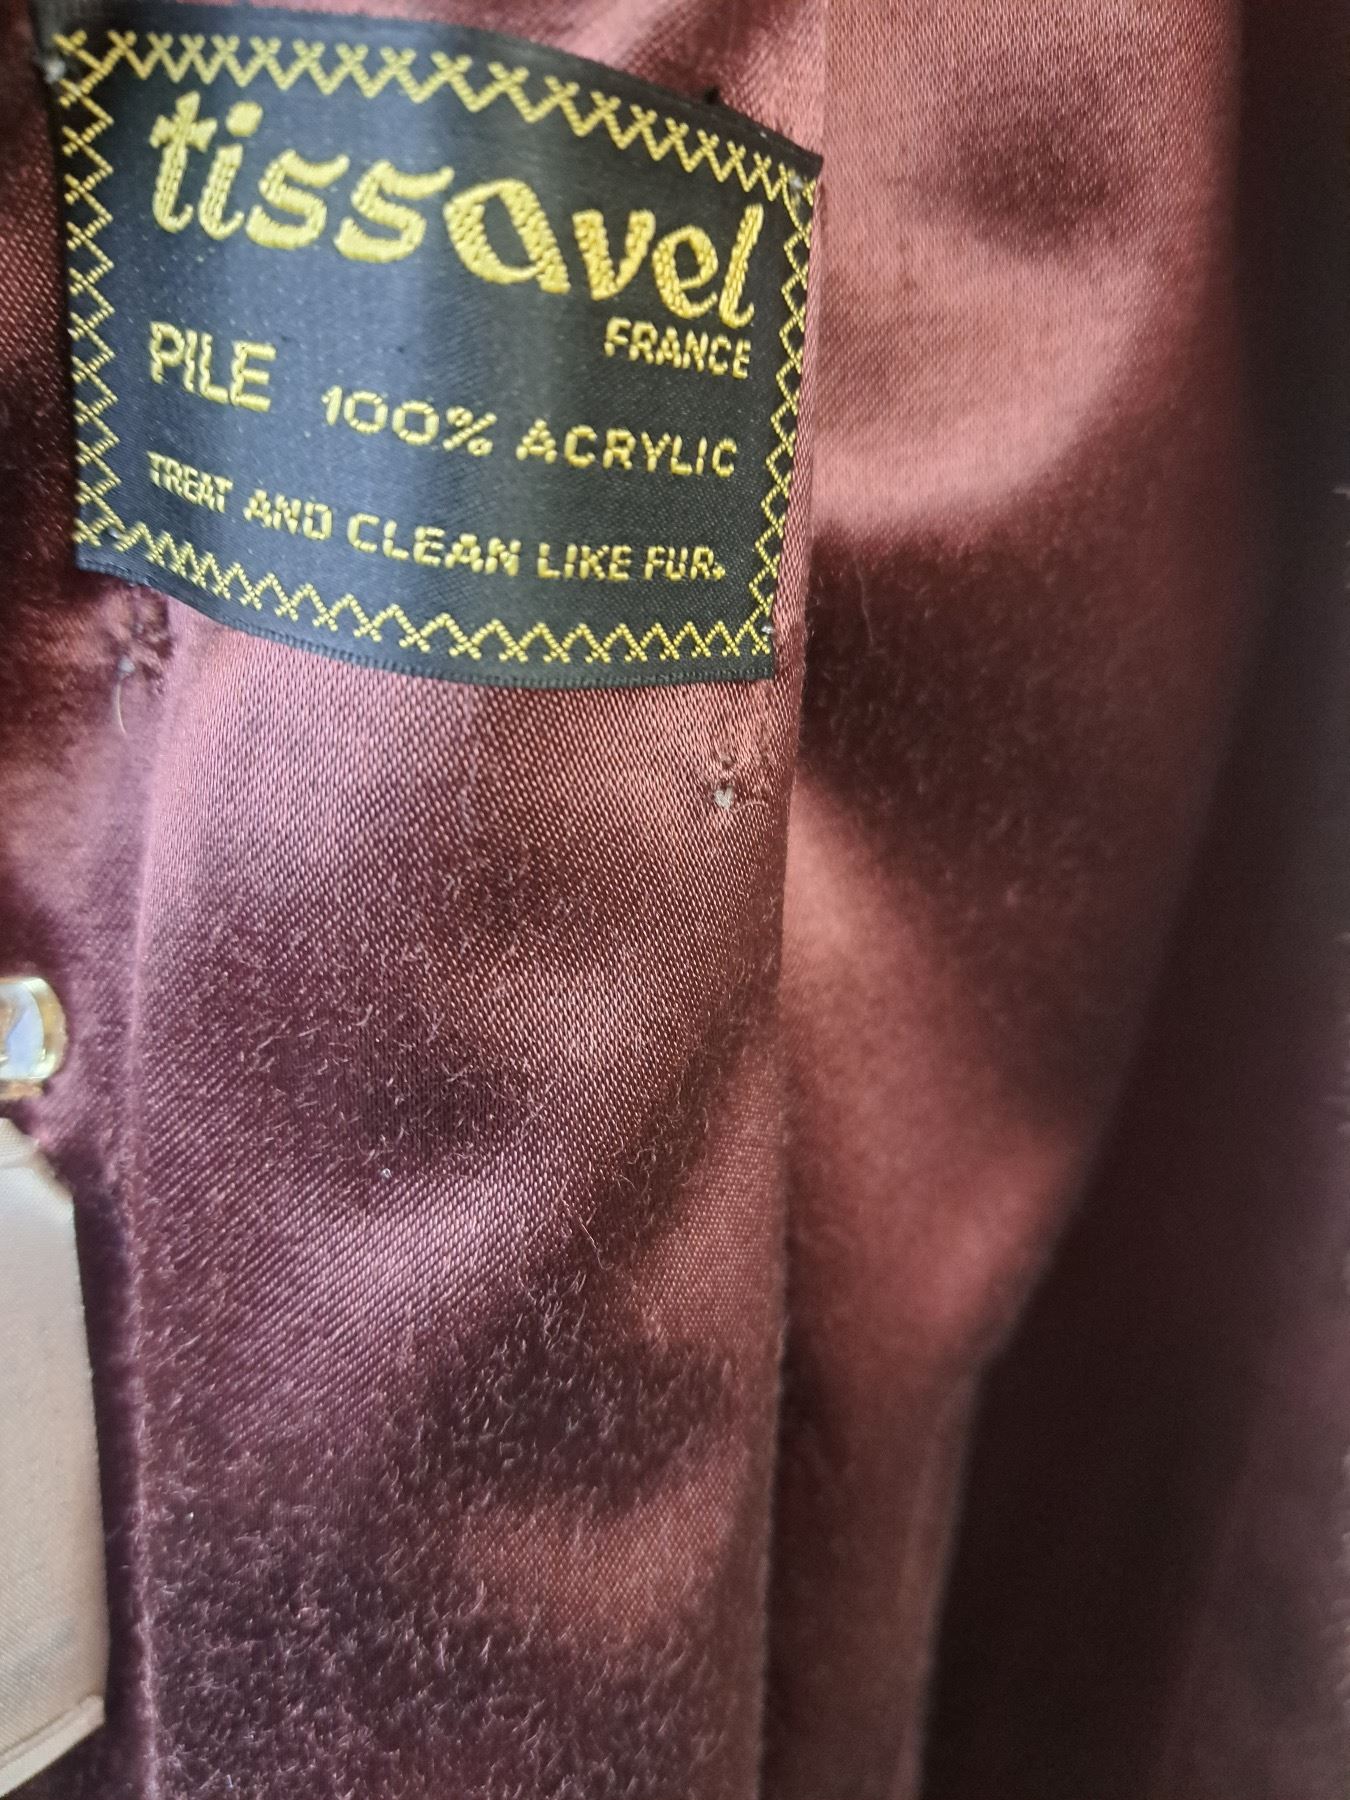 tissavel
FRANCE
PILE 100% ACRYLIC
TREAT AND CLEAN LIKE FUR.